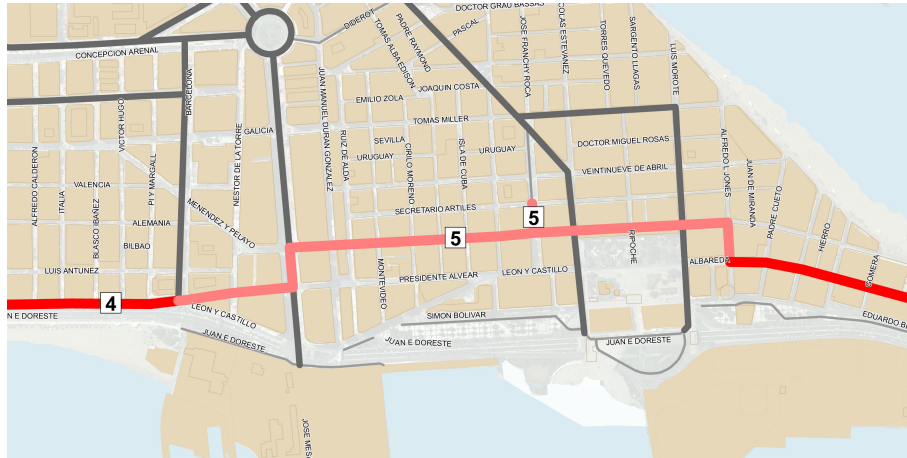 DOCTOR GRAU BASSAS
DIDEROT
PADRE RAYMOND
PASCAL
TOMAS ALBA EDISON
JOSE FRANCHY ROCA
COLAS ESTEVANEZ
TORRES QUEVEDO
SARGENTO LLAGAS
LUIS MOROTE
CONCEPCION ARENAL
BARCELONA
JUAN MANUEL DURAN GONZALEZ
EMILIO ZOLA
JOAQUIN COSTA
VICTOR HUGO
GALICIA
TOMAS MILLER
RUIZ DE ALDA
SEVILLA
URUGUAY
CIRILO MORENO
ISLA DE CUBA
URUGUAY
DOCTOR MIGUEL ROSAS
VEINTINUEVE DE ABRIL
ALFREDO L JONES
JUAN DE MIRANDA
PADRE CUETO
HIERRO
GOMERA
ALFREDO CALDERON
ITALIA
VALENCIA
BLASCO IBAÑEZ
PI Y MARGALL
NESTOR DE LA TORRE
MENENDEZ Y PELAYO
ALEMANIA
BILBAO
SECRETARIO ARTILES
5
5
LUIS ANTUNEZ
MONTEVIDEO
PRESIDENTE ALVEAR
LEON Y CASTILLO
RIPOCHE
ALBAREDA
4
LEON Y CASTILLO
N E DORESTE
SIMON BOLIVAR
EDUARDO B
JUAN E DORESTE
JUAN E DORESTE
JUAN E DORESTE
JOSE MES